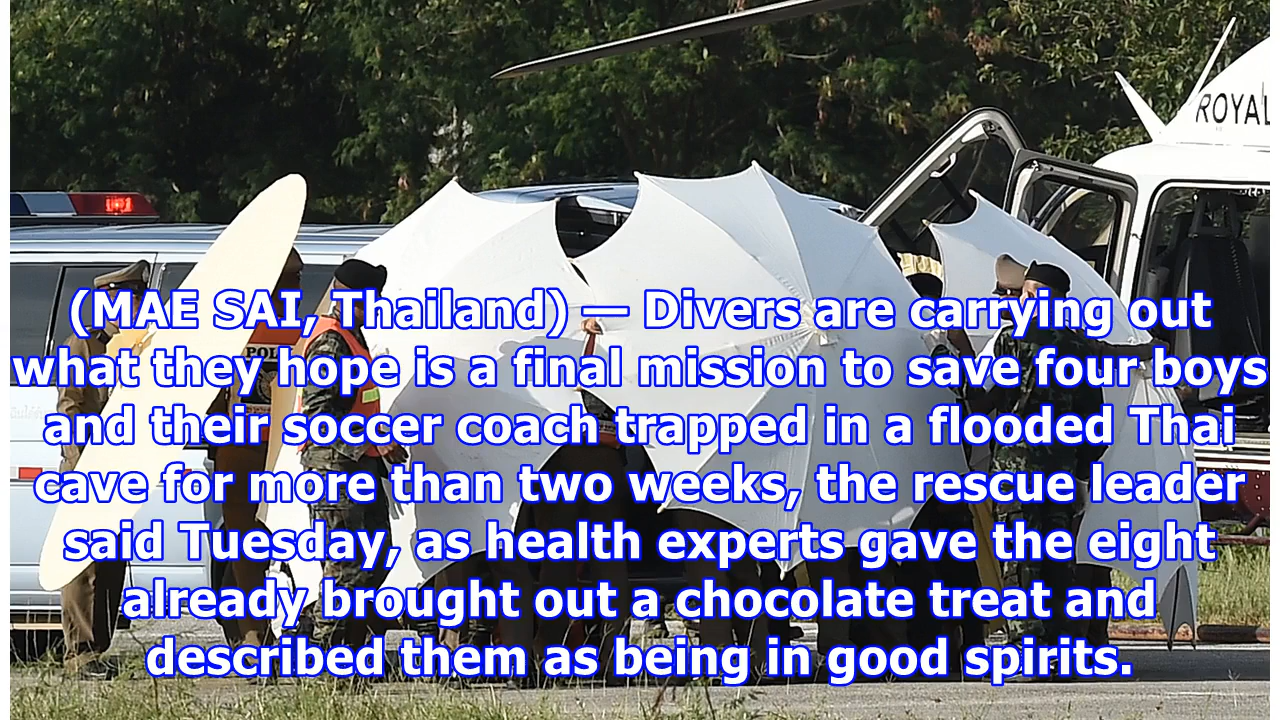 ROYAL
(MAE SAI, Thailand) — Divers are carrying out
what they hope is a final mission to save four boys
POL
and their soccer coach trapped in a flooded Thai
cave for more than two weeks, the rescue leader
said Tuesday, as health experts gave the eight
already brought out a chocolate treat and
described them as being in good spirits.